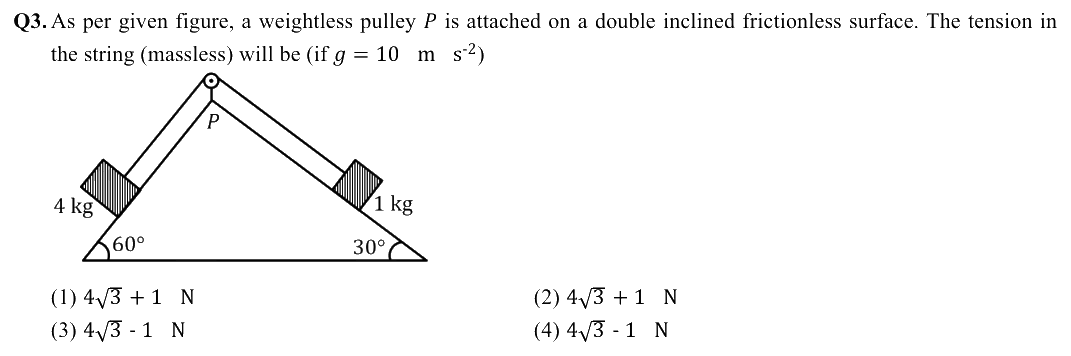 Q3. As per given figure, a weightless pulley P is attached on a double inclined frictionless surface. The tension in
the string (massless) will be (if g = 10 m s⁻²)
P
4 kg
1 kg
60°
30°
(1) 4√3 + 1 N
(2) 4√3 + 1 N
(3) 4√3 - 1 N
(4) 4√3 - 1 N